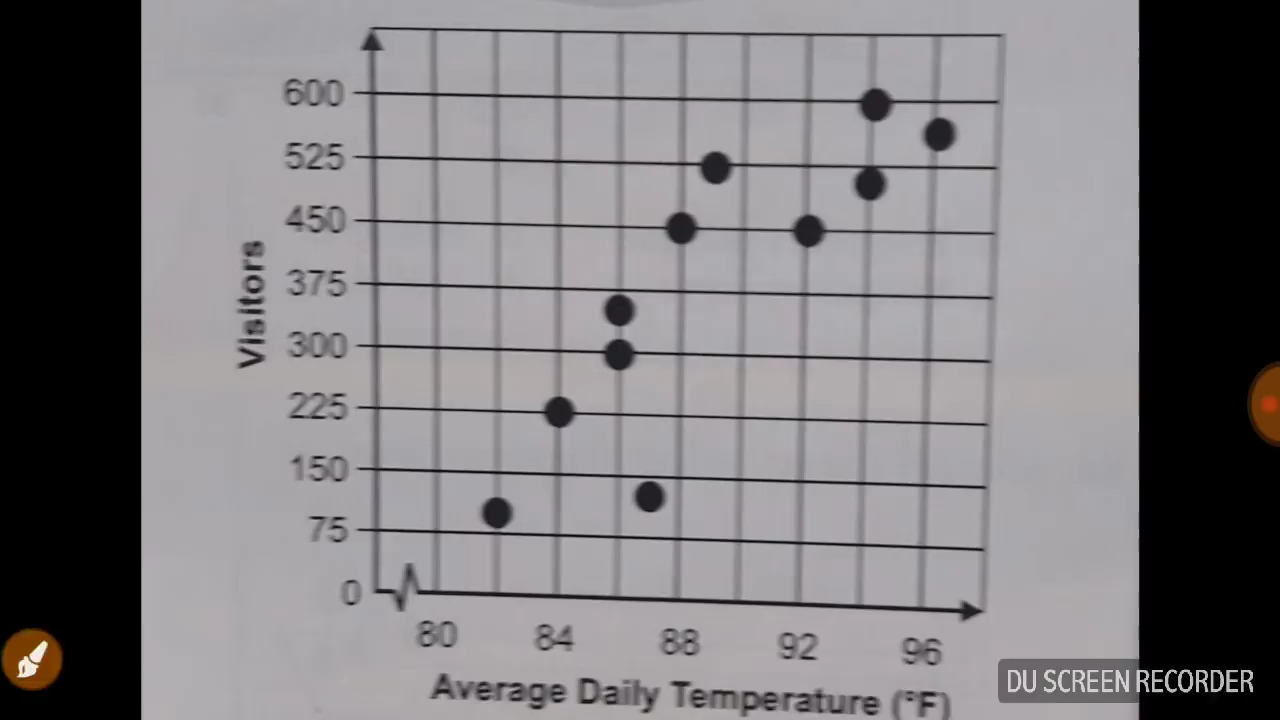 600
525
450
375
300
225
150
75
0
Visitors
80 84 88 92 96
Average Daily Temperature (°F)
DU SCREEN RECORDER